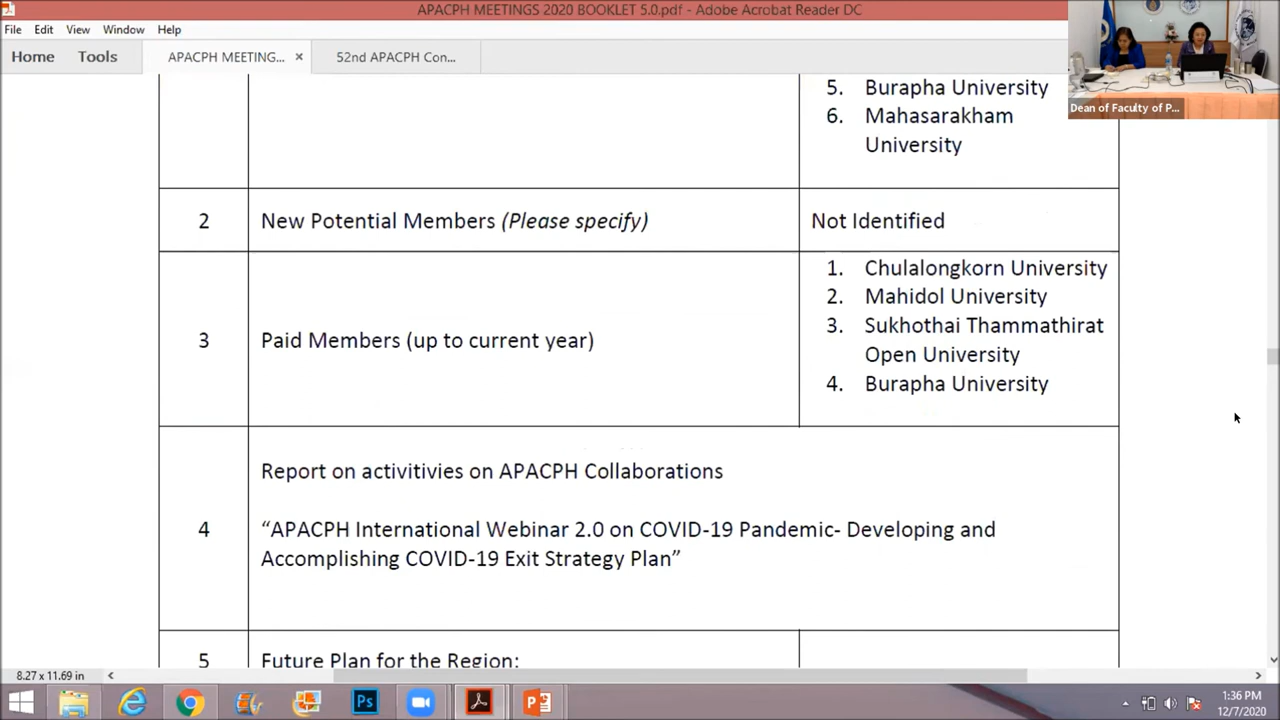 APACPH MEETINGS 2020 BOOKLET 5.0.pdf - Adobe Acrobat Reader DC
File Edit View Window Help
Home Tools APACPH MEETING... × 52nd APACPH Con...
Dean of Faculty of P...
5. Burapha University
6. Mahasarakham
University
2 New Potential Members (Please specify) Not Identified
1. Chulalongkorn University
2. Mahidol University
3. Sukhothai Thammathirat
Open University
4. Burapha University
3 Paid Members (up to current year)
Report on activitivies on APACPH Collaborations
4 “APACPH International Webinar 2.0 on COVID-19 Pandemic- Developing and
Accomplishing COVID-19 Exit Strategy Plan”
5 Future Plan for the Region:
8.27 x 11.69 in
Ps
1:36 PM
12/7/2020